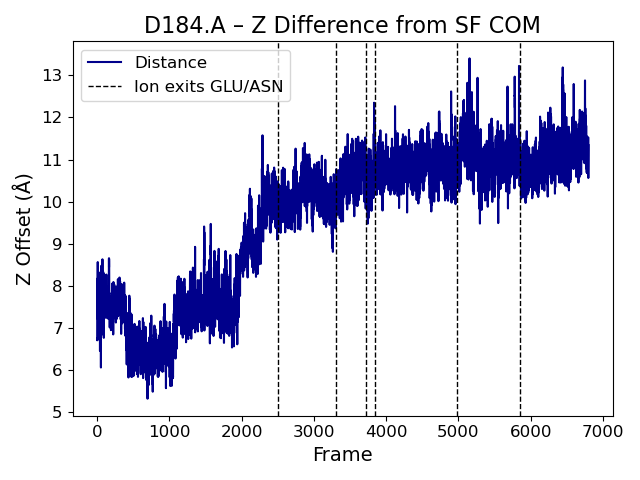 D184.A – Z Difference from SF COM
Distance
Ion exits GLU/ASN
Z Offset (Å)
13
12
11
10
9
8
7
6
5
0 1000 2000 3000 4000 5000 6000 7000
Frame